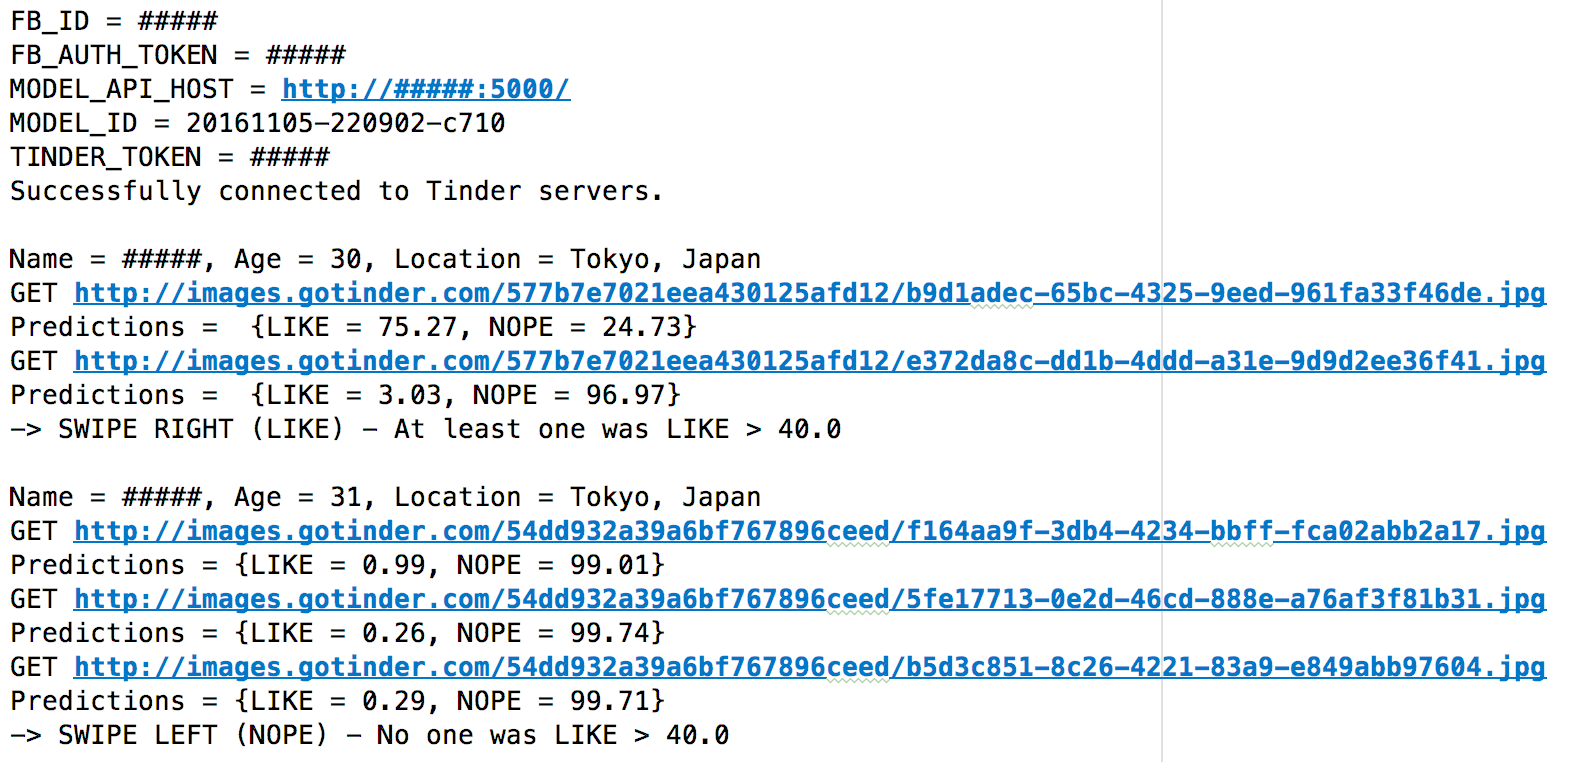 FB_ID = #####
FB_AUTH_TOKEN = #####
MODEL_API_HOST = http://#####:5000/
MODEL_ID = 20161105-220902-c710
TINDER_TOKEN = #####
Successfully connected to Tinder servers.
Name = #####, Age = 30, Location = Tokyo, Japan
GET http://images.gotinder.com/577b7e7021eea430125afd12/b9d1adec-65bc-4325-9eed-961fa33f46de.jpg
Predictions =  {LIKE = 75.27, NOPE = 24.73}
GET http://images.gotinder.com/577b7e7021eea430125afd12/e372da8c-dd1b-4ddd-a31e-9d9d2ee36f41.jpg
Predictions =  {LIKE = 3.03, NOPE = 96.97}
-> SWIPE RIGHT (LIKE) - At least one was LIKE > 40.0
Name = #####, Age = 31, Location = Tokyo, Japan
GET http://images.gotinder.com/54dd932a39a6bf767896ceed/f164aa9f-3db4-4234-bbff-fca02abb2a17.jpg
Predictions = {LIKE = 0.99, NOPE = 99.01}
GET http://images.gotinder.com/54dd932a39a6bf767896ceed/5fe17713-0e2d-46cd-888e-a76af3f81b31.jpg
Predictions = {LIKE = 0.26, NOPE = 99.74}
GET http://images.gotinder.com/54dd932a39a6bf767896ceed/b5d3c851-8c26-4221-83a9-e849abb97604.jpg
Predictions = {LIKE = 0.29, NOPE = 99.71}
-> SWIPE LEFT (NOPE) - No one was LIKE > 40.0